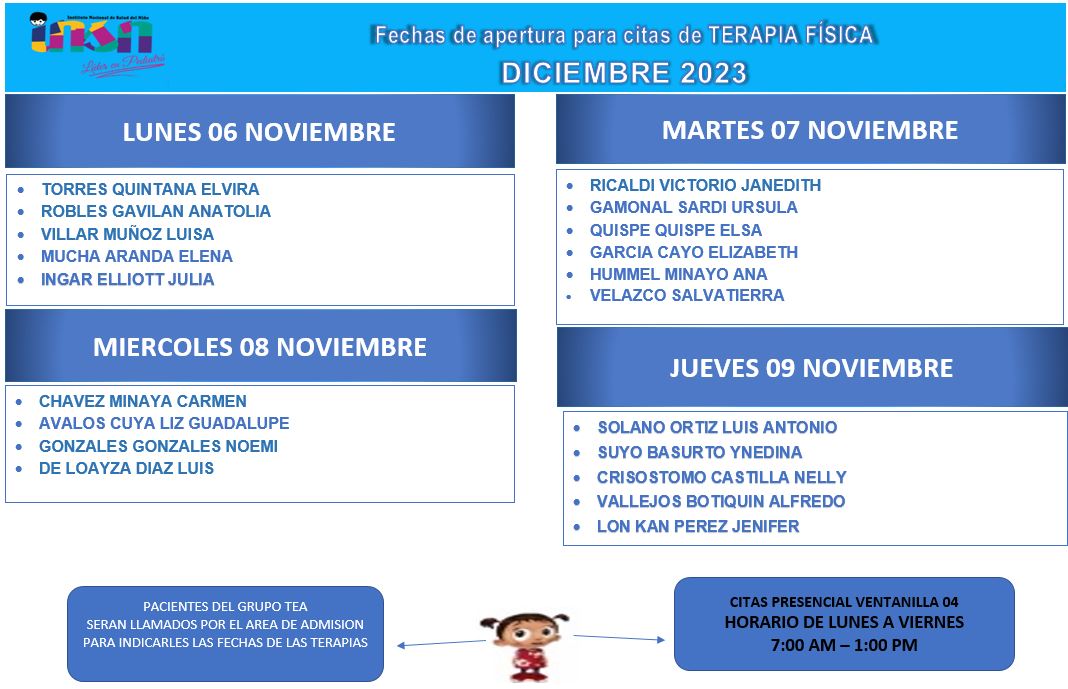 Instituto Nacional de Salud del Niño
insn
Líder en Pediatría
Fechas de apertura para citas de TERAPIA FÍSICA
DICIEMBRE 2023
LUNES 06 NOVIEMBRE
TORRES QUINTANA ELVIRA
ROBLES GAVILAN ANATOLIA
VILLAR MUÑOZ LUISA
MUCHA ARANDA ELENA
INGAR ELLIOTT JULIA
MARTES 07 NOVIEMBRE
RICALDI VICTORIO JANEDITH
GAMONAL SARDI URSULA
QUISPE QUISPE ELSA
GARCIA CAYO ELIZABETH
HUMMEL MINAYO ANA
VELAZCO SALVATIERRA
MIERCOLES 08 NOVIEMBRE
CHAVEZ MINAYA CARMEN
AVALOS CUYA LIZ GUADALUPE
GONZALES GONZALES NOEMI
DE LOAYZA DIAZ LUIS
JUEVES 09 NOVIEMBRE
SOLANO ORTIZ LUIS ANTONIO
SUYO BASURTO YNEDINA
CRISOSTOMO CASTILLA NELLY
VALLEJOS BOTIQUIN ALFREDO
LON KAN PEREZ JENIFER
PACIENTES DEL GRUPO TEA
SERAN LLAMADOS POR EL AREA DE ADMISION
PARA INDICARLES LAS FECHAS DE LAS TERAPIAS
CITAS PRESENCIAL VENTANILLA 04
HORARIO DE LUNES A VIERNES
7:00 AM – 1:00 PM